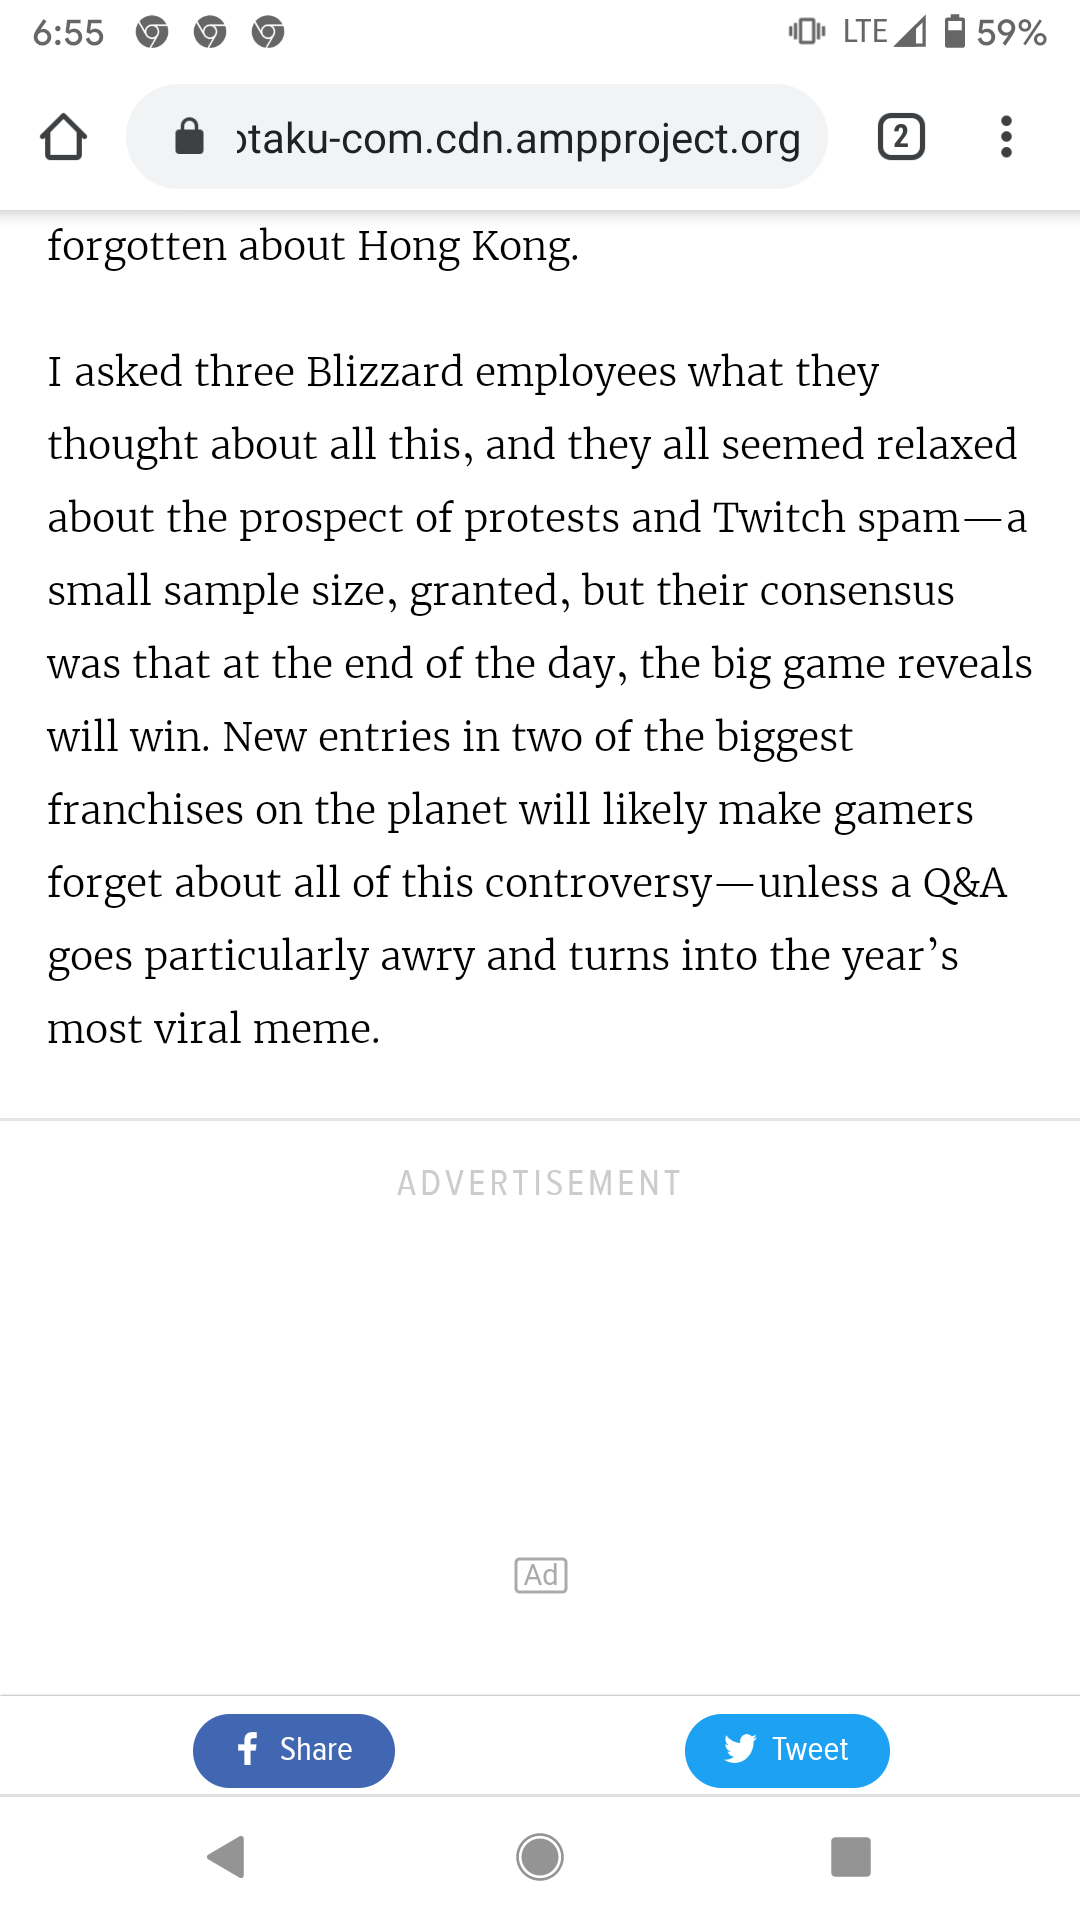 6:55 LTE 59%
otaku-com.cdn.ampproject.org 2
forgotten about Hong Kong.
I asked three Blizzard employees what they
thought about all this, and they all seemed relaxed
about the prospect of protests and Twitch spam—a
small sample size, granted, but their consensus
was that at the end of the day, the big game reveals
will win. New entries in two of the biggest
franchises on the planet will likely make gamers
forget about all of this controversy—unless a Q&A
goes particularly awry and turns into the year’s
most viral meme.
ADVERTISEMENT
Ad
Share Tweet